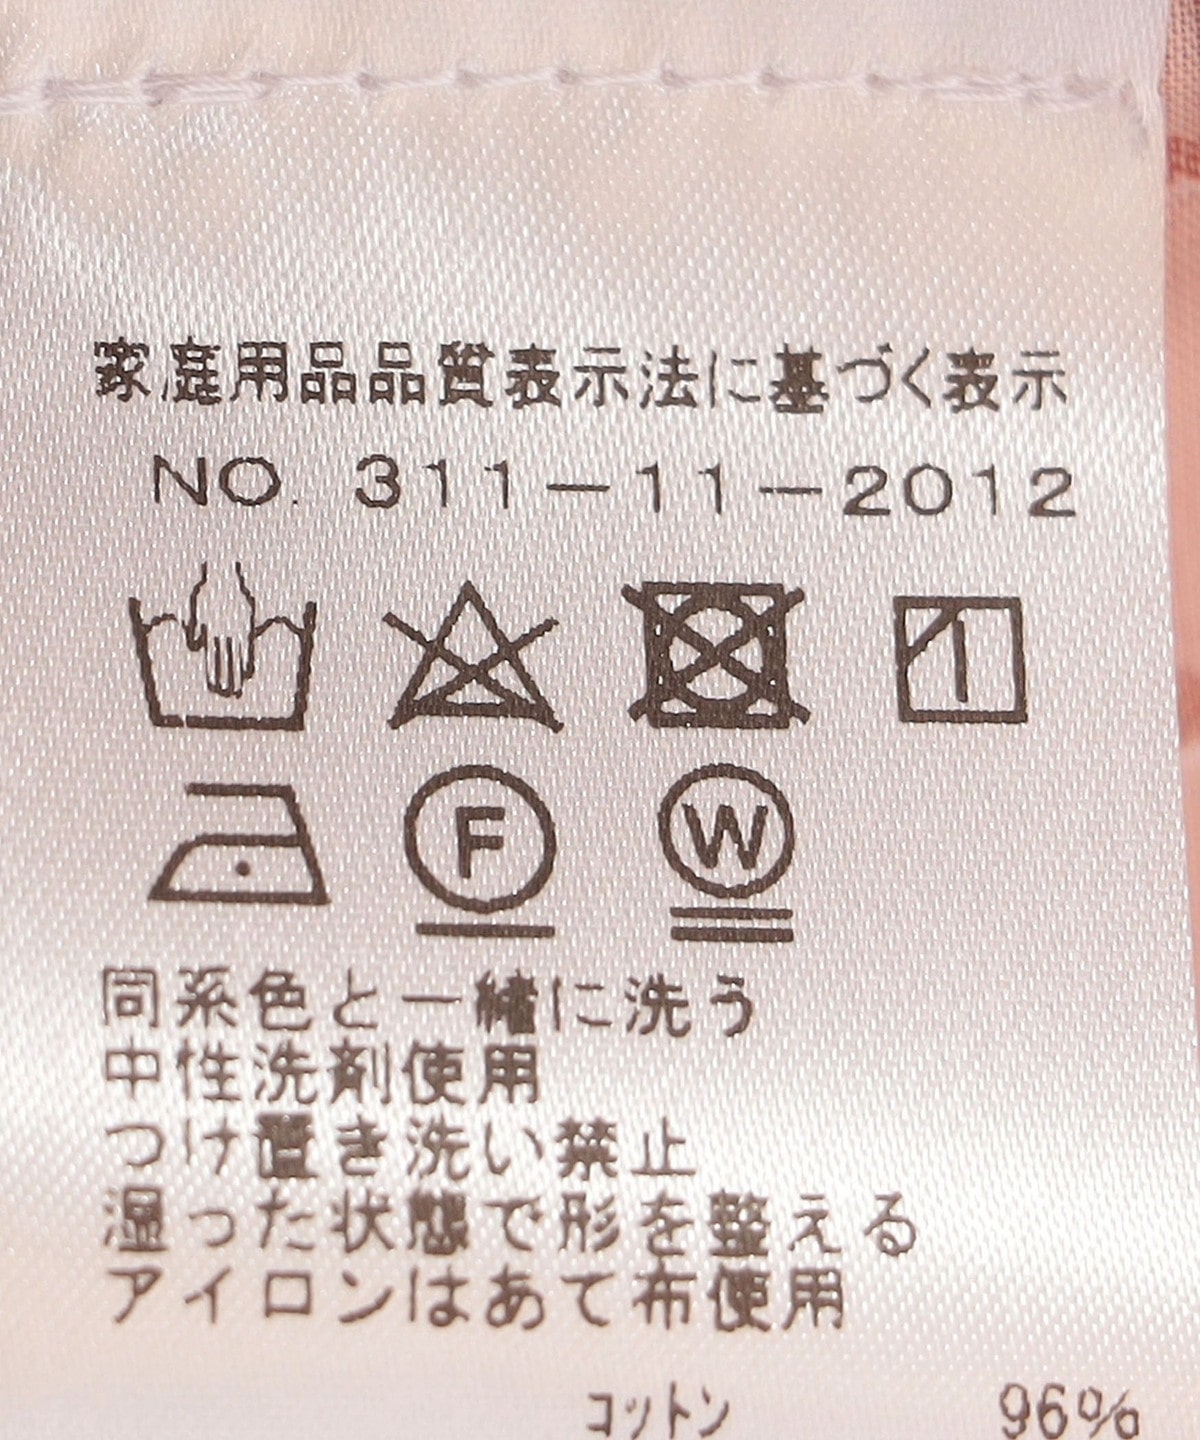 家庭用品品質表示法に基づく表示
NO. 311-11-2012
F
W
同系色と一緒に洗う
中性洗剤使用
つけ置き洗い禁止
湿った状態で形を整える
アイロンはあて布使用
コットン 96%